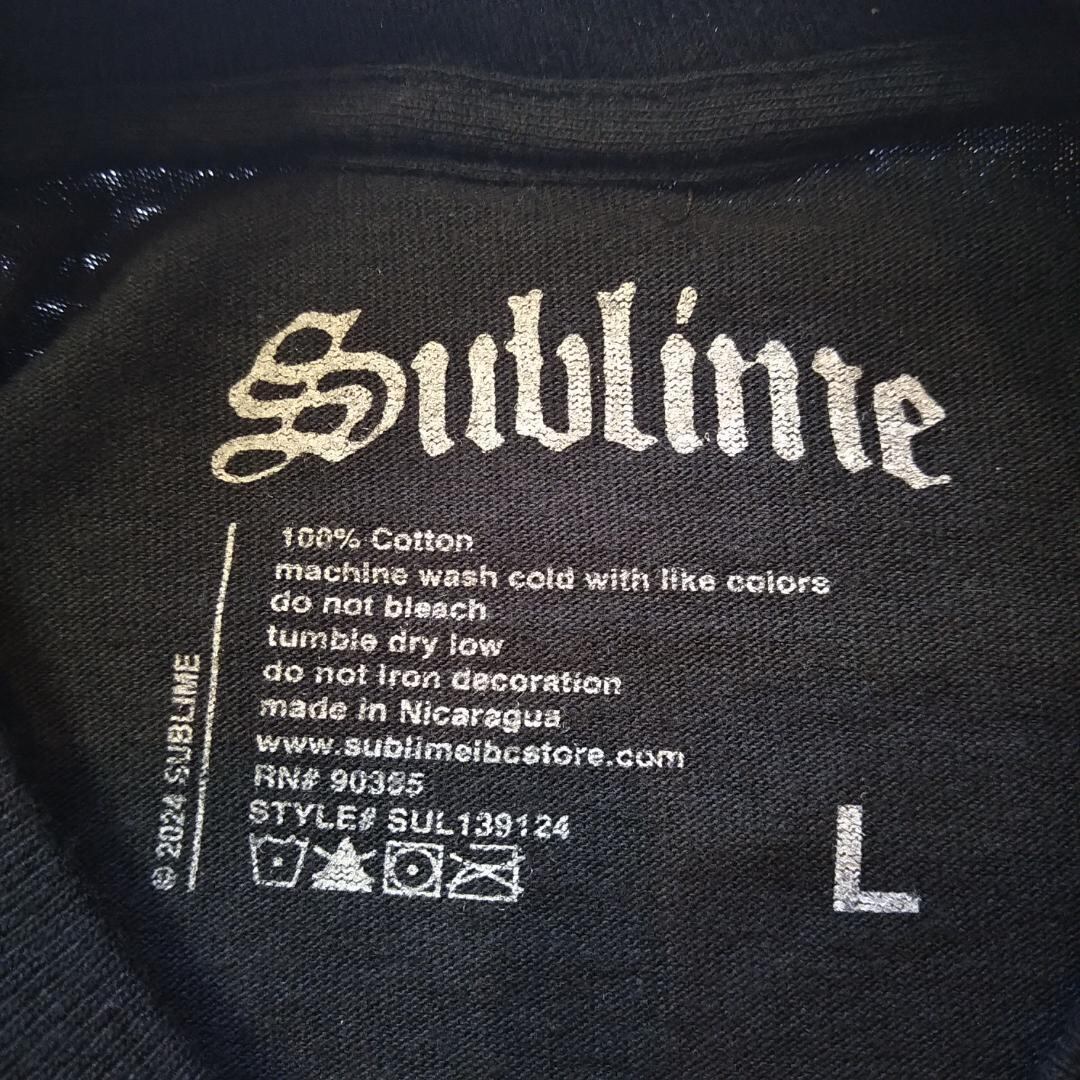 Sublime
100% Cotton
machine wash cold with like colors
do not bleach
tumble dry low
do not iron decoration
made in Nicaragua
www.sublimelbcstore.com
RN# 90385
STYLE# SUL139124
© 2024 SUBLIME
L